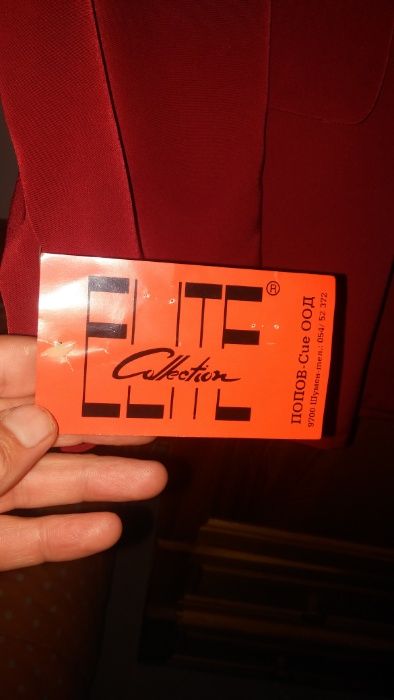 ELITE ®
Collection
ПОПОВ-Сие ООД
9700 Шумен-тел.: 054/ 52 372